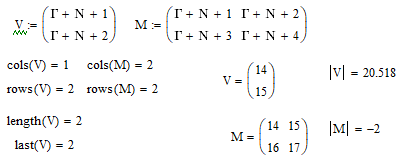 V := ( Γ + N + 1 Γ + N + 2 ) M := ( Γ + N + 1 Γ + N + 2 Γ + N + 3 Γ + N + 4 )
cols(V) = 1 cols(M) = 2
rows(V) = 2 rows(M) = 2
V = ( 14 15 ) |V| = 20.518
length(V) = 2
last(V) = 2
M = ( 14 15 16 17 ) |M| = −2